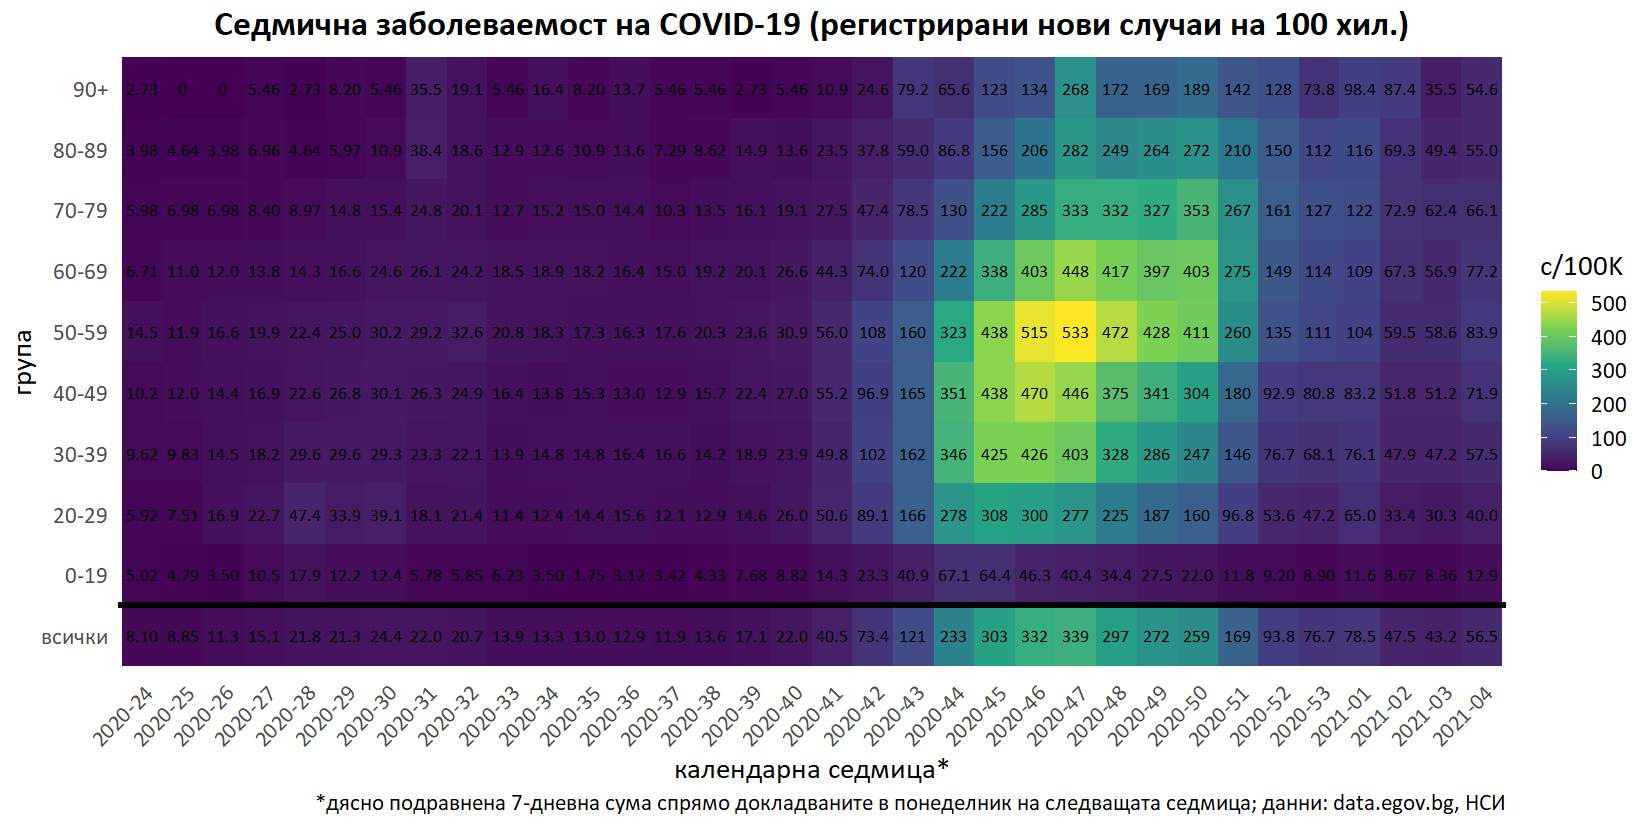 Седмична заболеваемост на COVID-19 (регистрирани нови случаи на 100 хил.)
90+ 2.73 0 0 5.46 2.73 8.20 5.46 35.5 19.1 5.46 16.4 8.20 13.7 5.46 5.46 2.73 5.46 10.9 24.6 79.2 65.6 123 134 268 172 169 189 142 128 73.8 98.4 87.4 35.5 54.6
80-89 3.98 4.64 3.98 6.96 4.64 5.97 10.9 38.4 18.6 12.9 12.6 10.9 13.6 7.29 8.62 14.9 13.6 23.5 37.8 59.0 86.8 156 206 282 249 264 272 210 150 112 116 69.3 49.4 55.0
70-79 5.98 6.98 6.98 8.40 8.97 14.8 15.4 24.8 20.1 12.7 15.2 15.0 14.4 10.3 13.5 16.1 19.1 27.5 47.4 78.5 130 222 285 333 332 327 353 267 161 127 122 72.9 62.4 66.1
60-69 6.71 11.0 12.0 13.8 14.3 16.6 24.6 26.1 24.2 18.5 18.9 18.2 16.4 15.0 19.2 20.1 26.6 44.3 74.0 120 222 338 403 448 417 397 403 275 149 114 109 67.3 56.9 77.2
50-59 14.5 11.9 16.6 19.9 22.4 25.0 30.2 29.2 32.6 20.8 18.3 17.3 16.3 17.6 20.3 23.6 30.9 56.0 108 160 323 438 515 533 472 428 411 260 135 111 104 59.5 58.6 83.9
40-49 10.2 12.0 14.4 16.9 22.6 26.8 30.1 26.3 24.9 16.4 13.8 15.3 13.0 12.9 15.7 22.4 27.0 55.2 96.9 165 351 438 470 446 375 341 304 180 92.9 80.8 83.2 51.8 51.2 71.9
30-39 9.62 9.83 14.5 18.2 29.6 29.6 29.3 23.3 22.1 13.9 14.8 14.8 16.4 16.6 14.2 18.9 23.9 49.8 102 162 346 425 426 403 328 286 247 146 76.7 68.1 76.1 47.9 47.2 57.5
20-29 5.92 7.51 16.9 22.7 47.4 33.9 39.1 18.1 21.4 11.4 12.4 14.4 15.6 12.1 12.9 14.6 26.0 50.6 89.1 166 278 308 300 277 225 187 160 96.8 53.6 47.2 65.0 33.4 30.3 40.0
0-19 5.02 4.79 3.50 10.5 17.9 12.2 12.4 5.78 5.85 6.23 3.50 1.75 3.12 3.42 4.33 7.68 8.82 14.3 23.3 40.9 67.1 64.4 46.3 40.4 34.4 27.5 22.0 11.8 9.20 8.90 11.6 8.67 8.36 12.9
всички 8.10 8.85 11.3 15.1 21.8 21.3 24.4 22.0 20.7 13.9 13.3 13.0 12.9 11.9 13.6 17.1 22.0 40.5 73.4 121 233 303 332 339 297 272 259 169 93.8 76.7 78.5 47.5 43.2 56.5
2020-24 2020-25 2020-26 2020-27 2020-28 2020-29 2020-30 2020-31 2020-32 2020-33 2020-34 2020-35 2020-36 2020-37 2020-38 2020-39 2020-40 2020-41 2020-42 2020-43 2020-44 2020-45 2020-46 2020-47 2020-48 2020-49 2020-50 2020-51 2020-52 2020-53 2021-01 2021-02 2021-03 2021-04
група
календарна седмица*
*дясно подравнена 7-дневна сума спрямо докладваните в понеделник на следващата седмица; данни: data.egov.bg, НСИ
c/100K
500
400
300
200
100
0